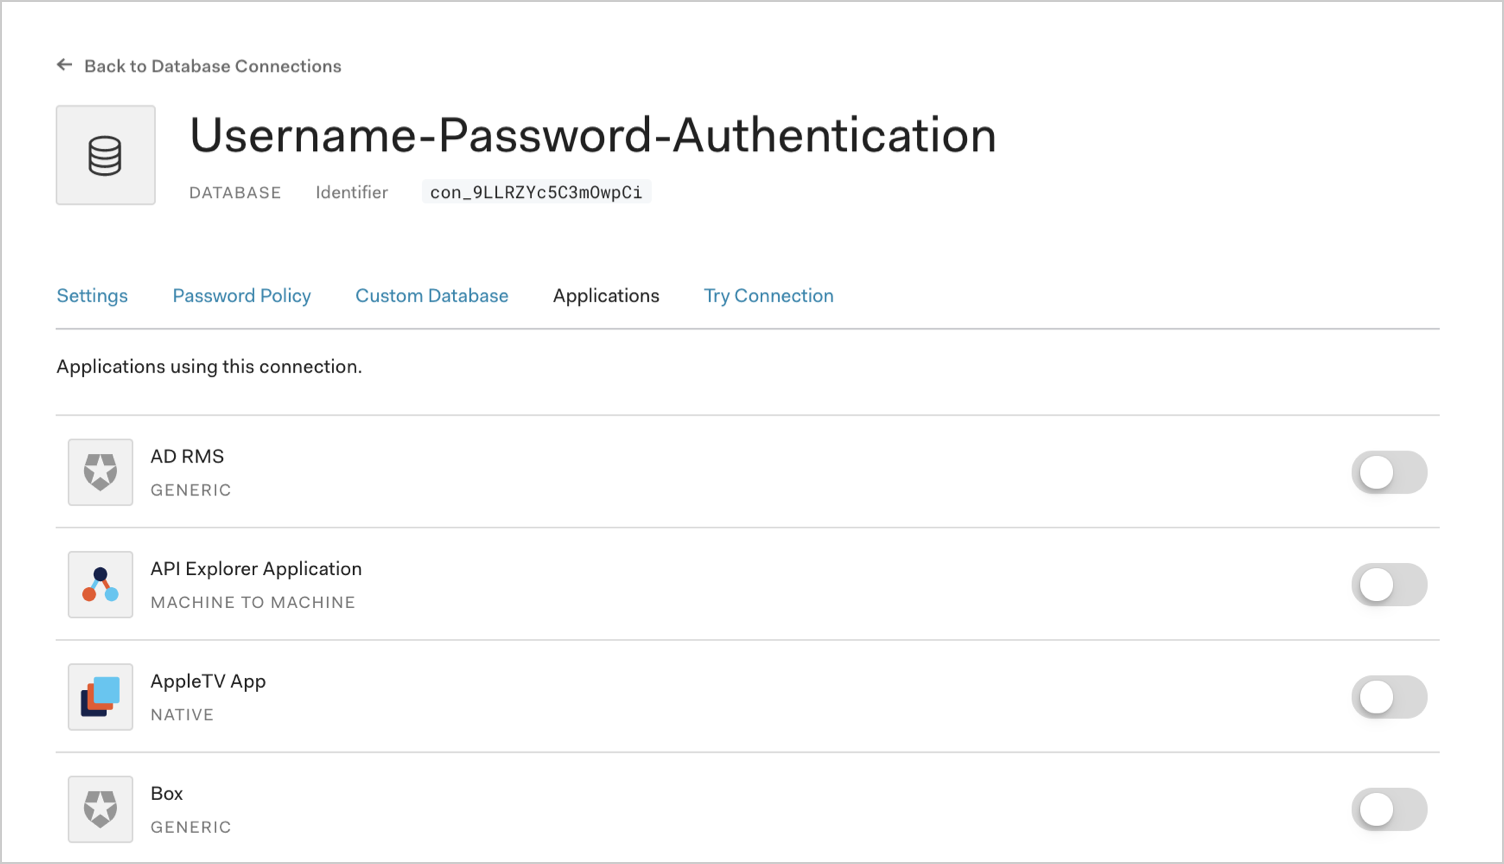 Back to Database Connections
Username-Password-Authentication
DATABASE Identifier con_9LLRZYc5C3mOwpCi
Settings Password Policy Custom Database Applications Try Connection
Applications using this connection.
AD RMS
GENERIC
API Explorer Application
MACHINE TO MACHINE
AppleTV App
NATIVE
Box
GENERIC